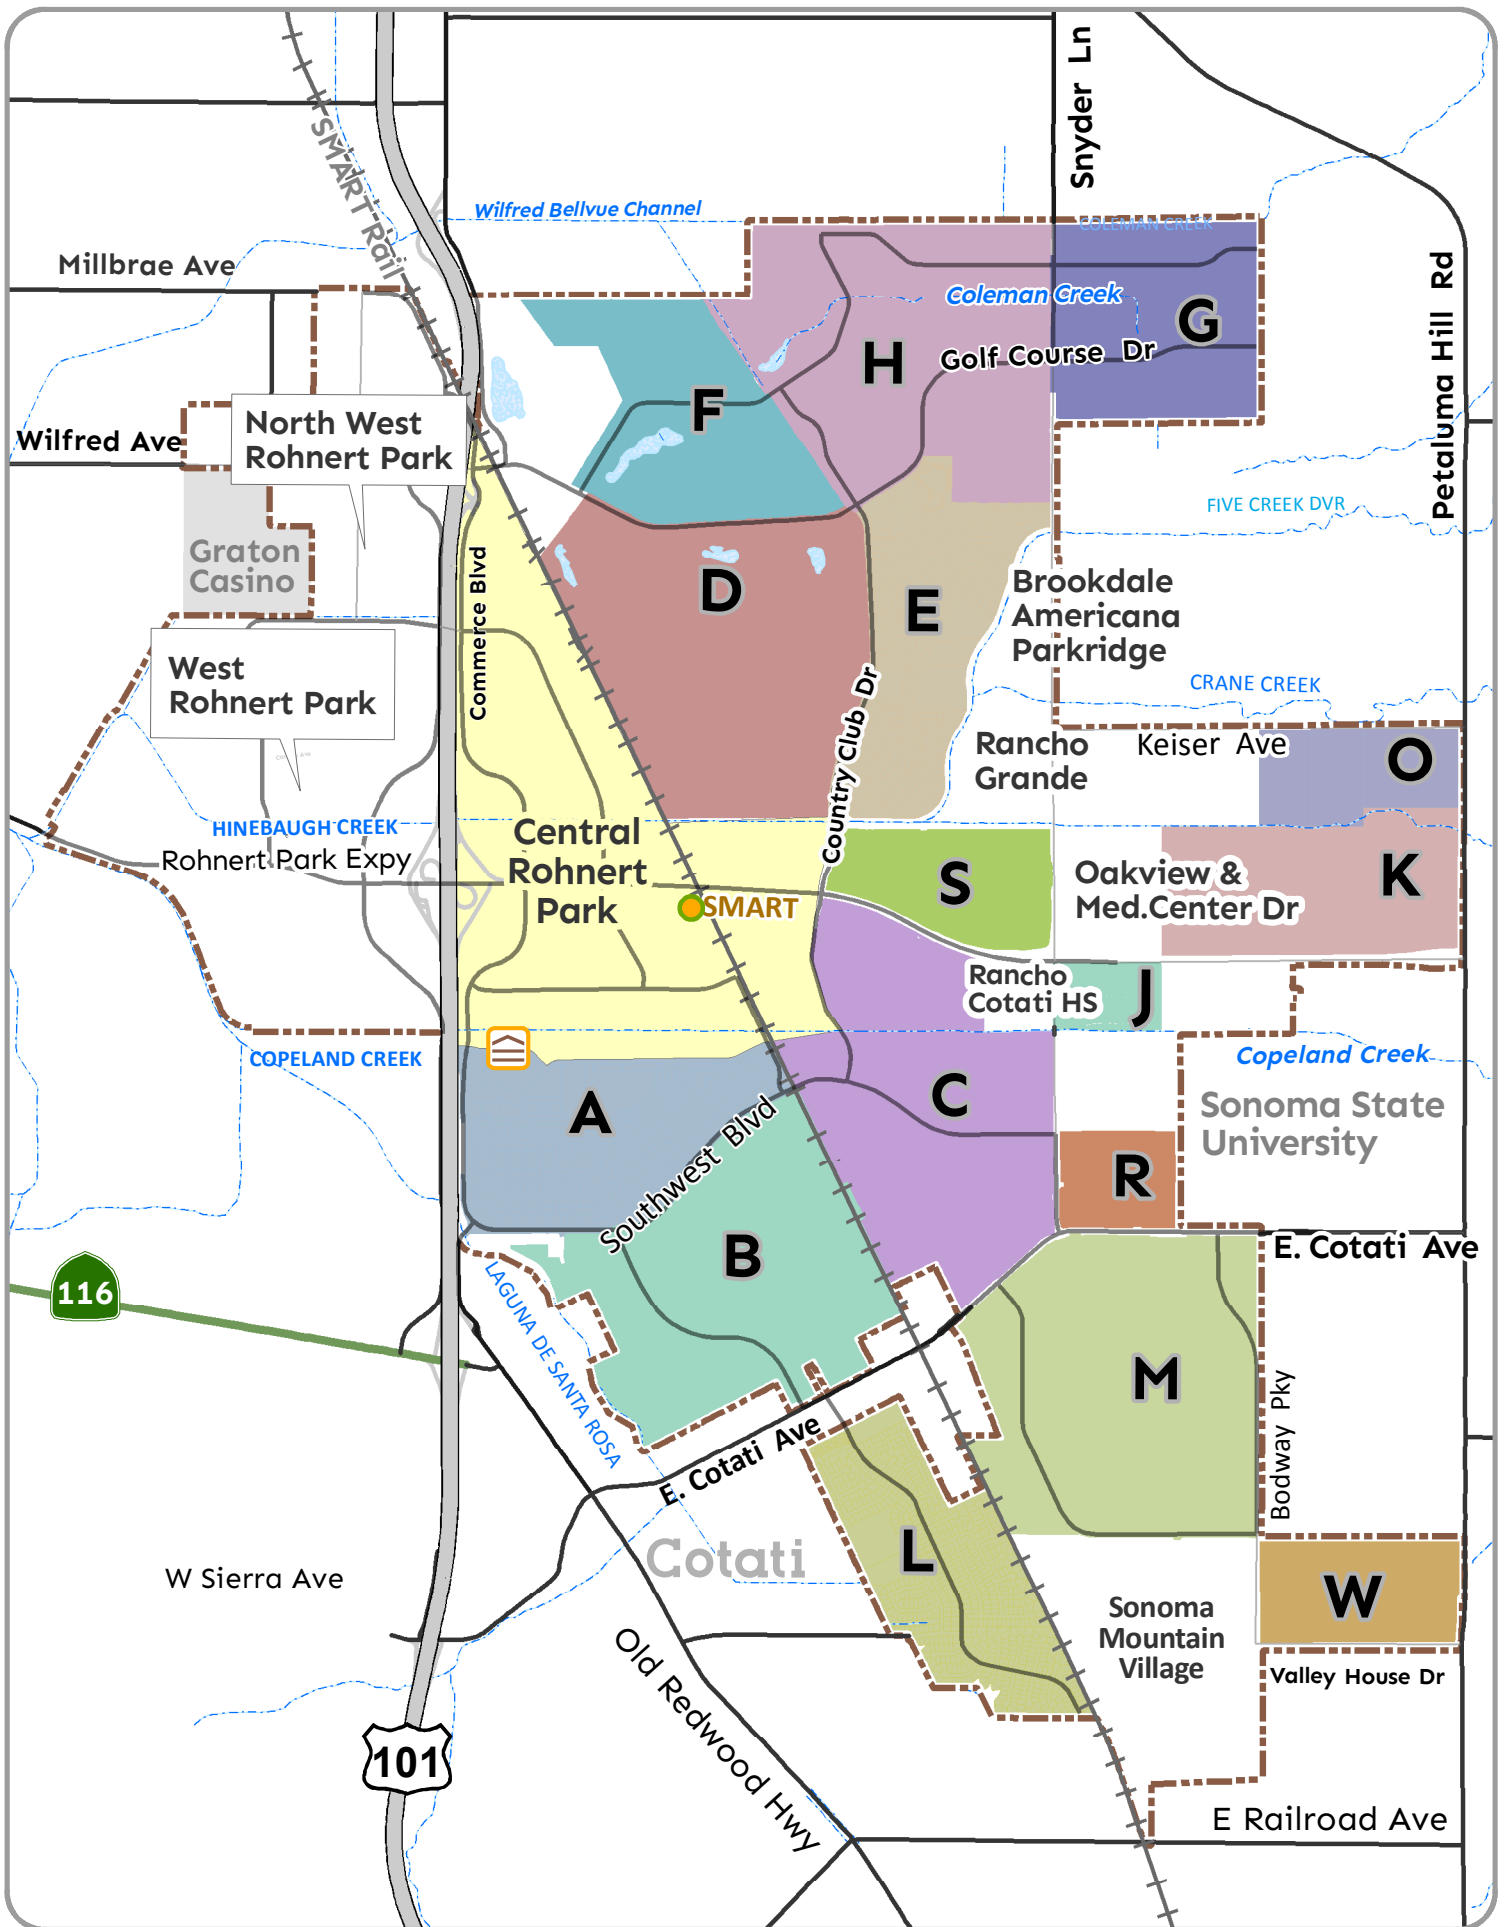 Snyder Ln
SMART Rail
Wilfred Bellvue Channel
COLEMAN CREEK
Millbrae Ave
Petaluma Hill Rd
Coleman Creek
G
H
Golf Course Dr
F
North West
Rohnert Park
Wilfred Ave
FIVE CREEK DVR
Graton
Casino
Commerce Blvd
D
E
Brookdale
Americana
Parkridge
West
Rohnert Park
CRANE CREEK
Country Club Dr
Rancho
Grande
Keiser Ave
O
HINEBAUGH CREEK
Rohnert Park Expy
Central
Rohnert
Park
S
Oakview &
Med.Center Dr
K
SMART
Rancho
Cotati HS
J
COPELAND CREEK
Copeland Creek
A
C
Sonoma State
University
Southwest Blvd
R
B
E. Cotati Ave
116
LAGUNA DE SANTA ROSA
M
Bodway Pky
E. Cotati Ave
Cotati
L
W Sierra Ave
W
Sonoma
Mountain
Village
Old Redwood Hwy
Valley House Dr
101
E Railroad Ave